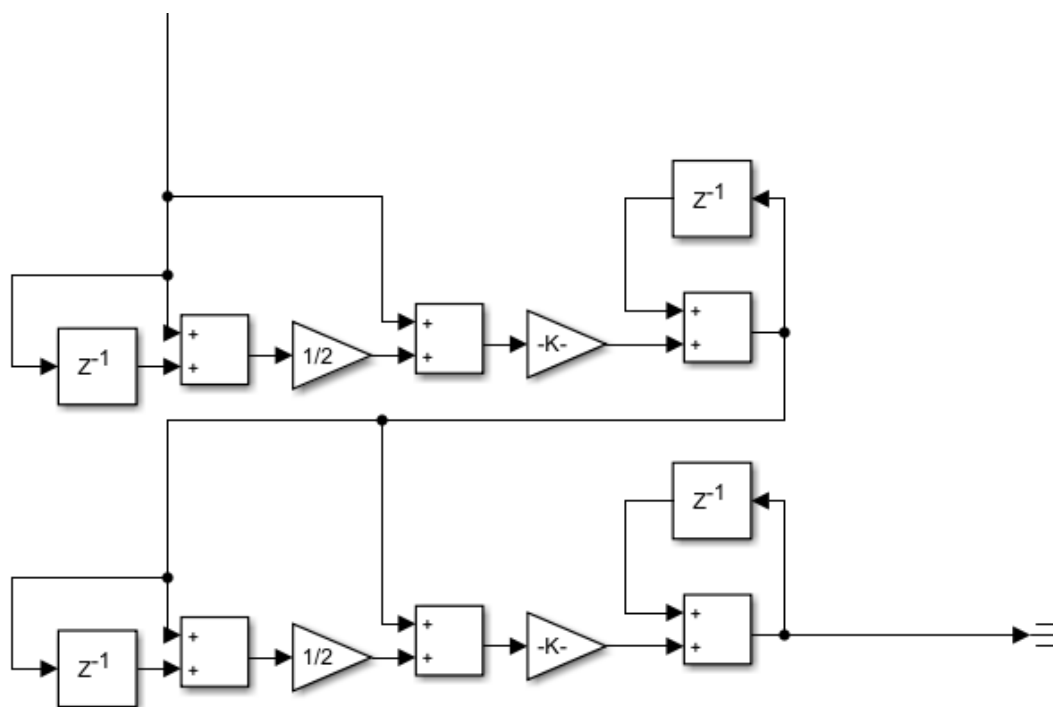 Z-1
+
+
1/2
+
+
-K-
+
+
Z-1
Z-1
+
+
1/2
+
+
-K-
+
+
Z-1